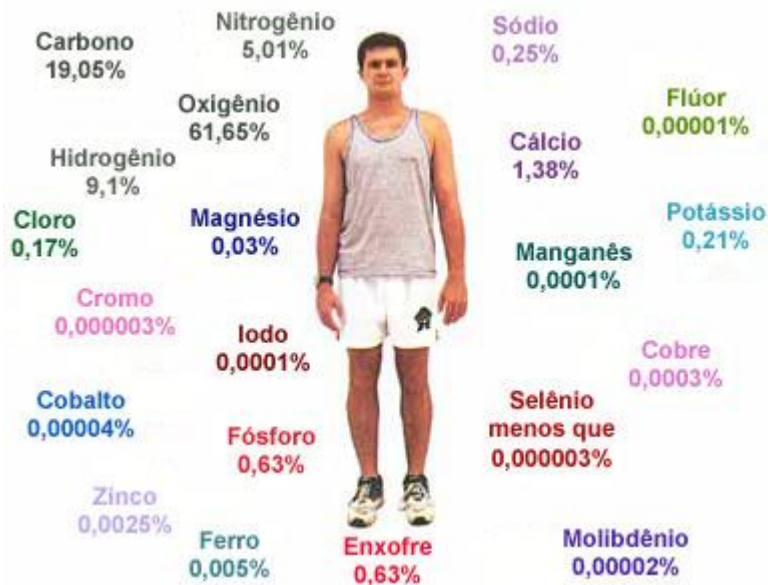 Carbono
19,05%
Nitrogênio
5,01%
Sódio
0,25%
Oxigênio
61,65%
Flúor
0,00001%
Hidrogênio
9,1%
Cálcio
1,38%
Cloro
0,17%
Magnésio
0,03%
Potássio
0,21%
Manganês
0,0001%
Cromo
0,000003%
Iodo
0,0001%
Cobre
0,0003%
Cobalto
0,00004%
Fósforo
0,63%
Selênio
menos que
0,000003%
Zinco
0,0025%
Ferro
0,005%
Enxofre
0,63%
Molibdênio
0,00002%